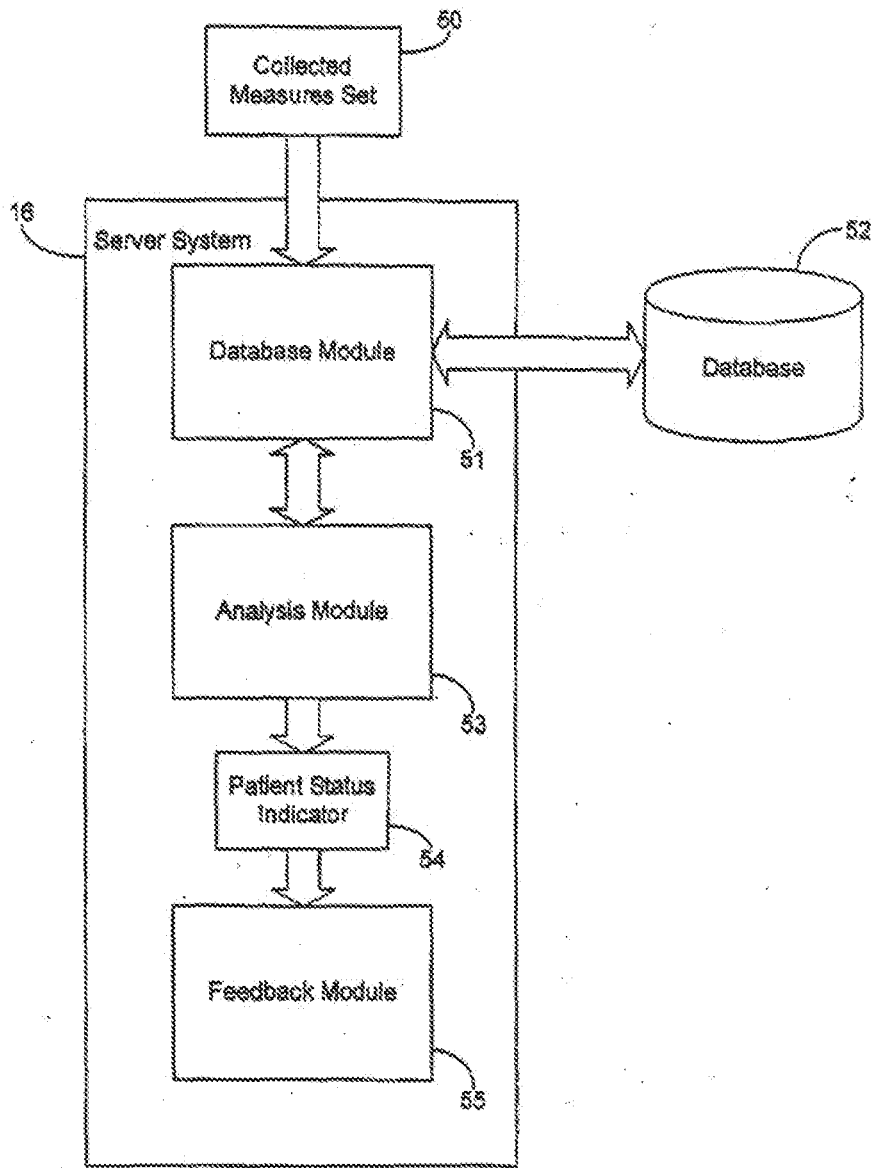 50
Collected
Measures Set
16
Server System
52
Database Module
Database
51
Analysis Module
53
Patient Status
Indicator
54
Feedback Module
55